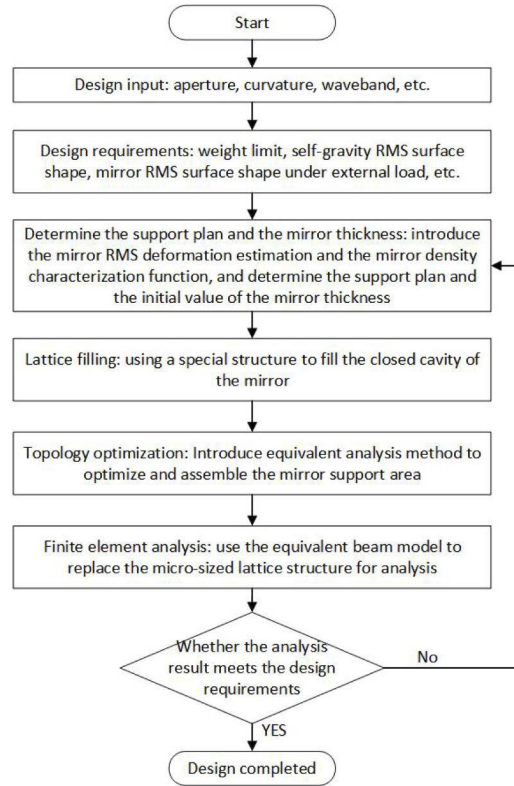 Start
Design input: aperture, curvature, waveband, etc.
Design requirements: weight limit, self-gravity RMS surface
shape, mirror RMS surface shape under external load, etc.
Determine the support plan and the mirror thickness: introduce
the mirror RMS deformation estimation and the mirror density
characterization function, and determine the support plan and
the initial value of the mirror thickness
Lattice filling: using a special structure to fill the closed cavity of
the mirror
Topology optimization: Introduce equivalent analysis method to
optimize and assemble the mirror support area
Finite element analysis: use the equivalent beam model to
replace the micro-sized lattice structure for analysis
Whether the analysis
result meets the design
requirements
No
YES
Design completed